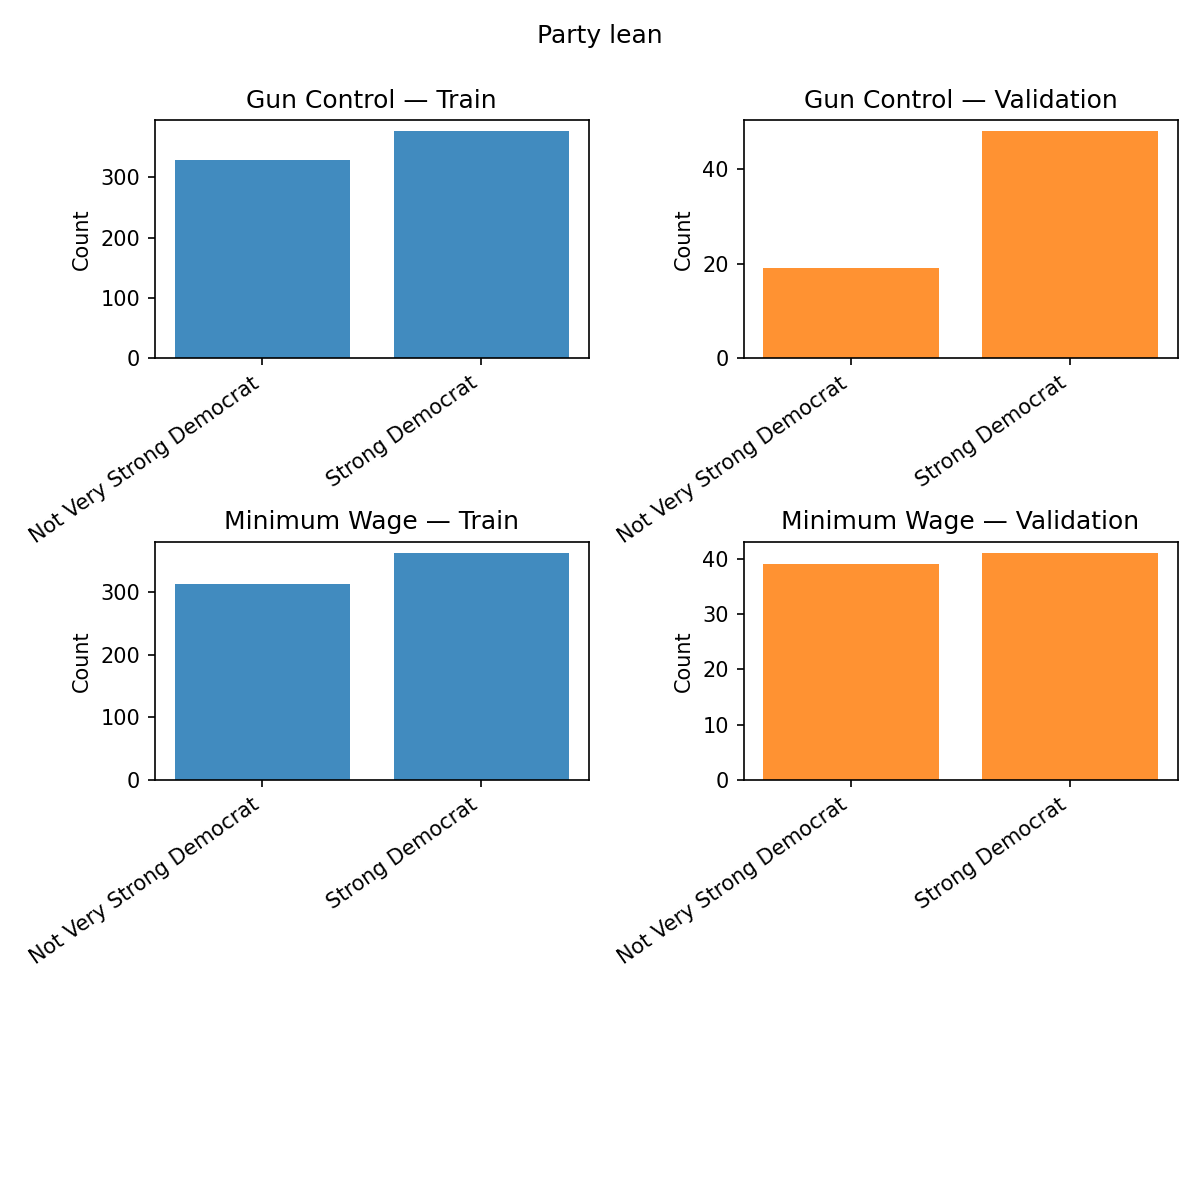 Party lean
Gun Control — Train
Count
300
200
100
0
Not Very Strong Democrat
Strong Democrat
Gun Control — Validation
Count
40
20
0
Not Very Strong Democrat
Strong Democrat
Minimum Wage — Train
Count
300
200
100
0
Not Very Strong Democrat
Strong Democrat
Minimum Wage — Validation
Count
40
30
20
10
0
Not Very Strong Democrat
Strong Democrat